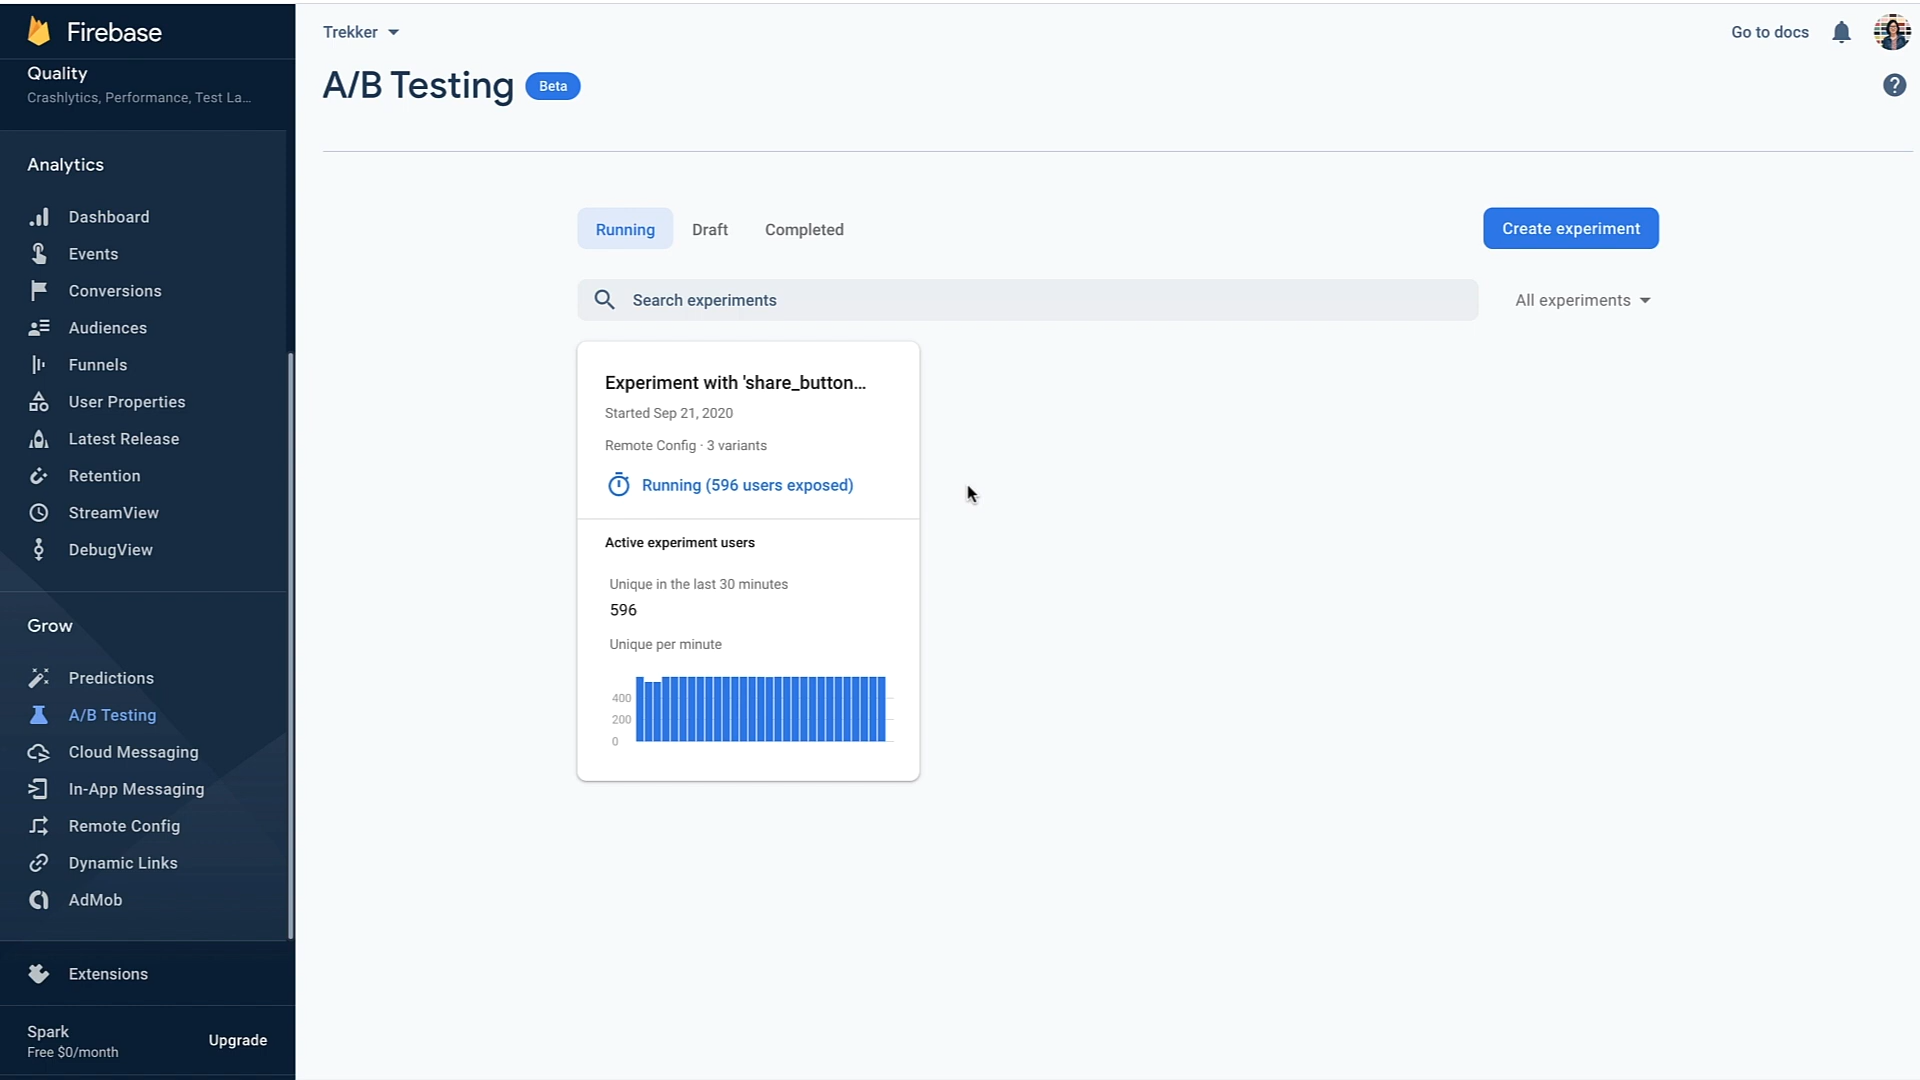 Firebase
Quality
Crashlytics, Performance, Test La...
Analytics
Dashboard
Events
Conversions
Audiences
Funnels
User Properties
Latest Release
Retention
StreamView
DebugView
Grow
Predictions
A/B Testing
Cloud Messaging
In-App Messaging
Remote Config
Dynamic Links
AdMob
Extensions
Spark
Free $0/month
Upgrade
Trekker
Go to docs
A/B Testing Beta
?
Running Draft Completed
Create experiment
Search experiments
All experiments
Experiment with 'share_button...
Started Sep 21, 2020
Remote Config · 3 variants
Running (596 users exposed)
Active experiment users
Unique in the last 30 minutes
596
Unique per minute
400
200
0